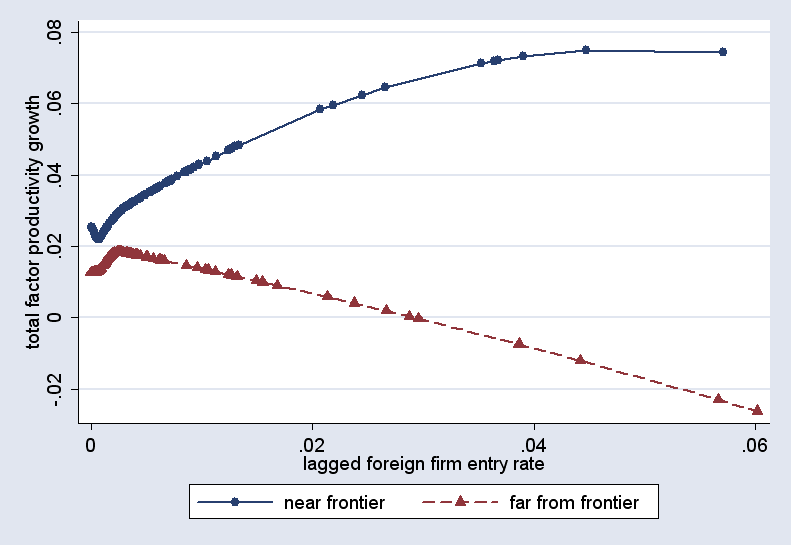 total factor productivity growth
.08
.06
.04
.02
0
-.02
0
.02
.04
.06
lagged foreign firm entry rate
near frontier
far from frontier